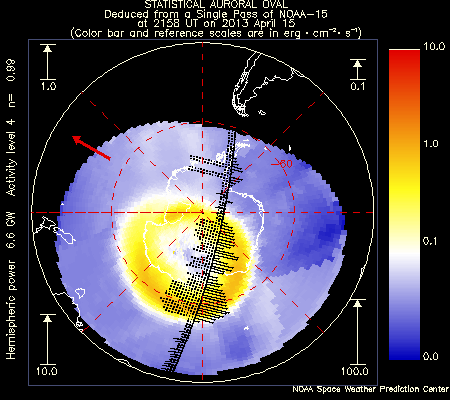 STATISTICAL AURORAL OVAL
Deduced from a Single Pass of NOAA-15
at 2158 UT on 2013 April 15
(Color bar and reference scales are in erg · cm⁻² · s⁻¹)
Hemispheric power 6.6 GW Activity level 4 n= 0.99
1.0
0.1
10.0
100.0
-60
10.0
1.0
0.1
0.0
NOAA Space Weather Prediction Center